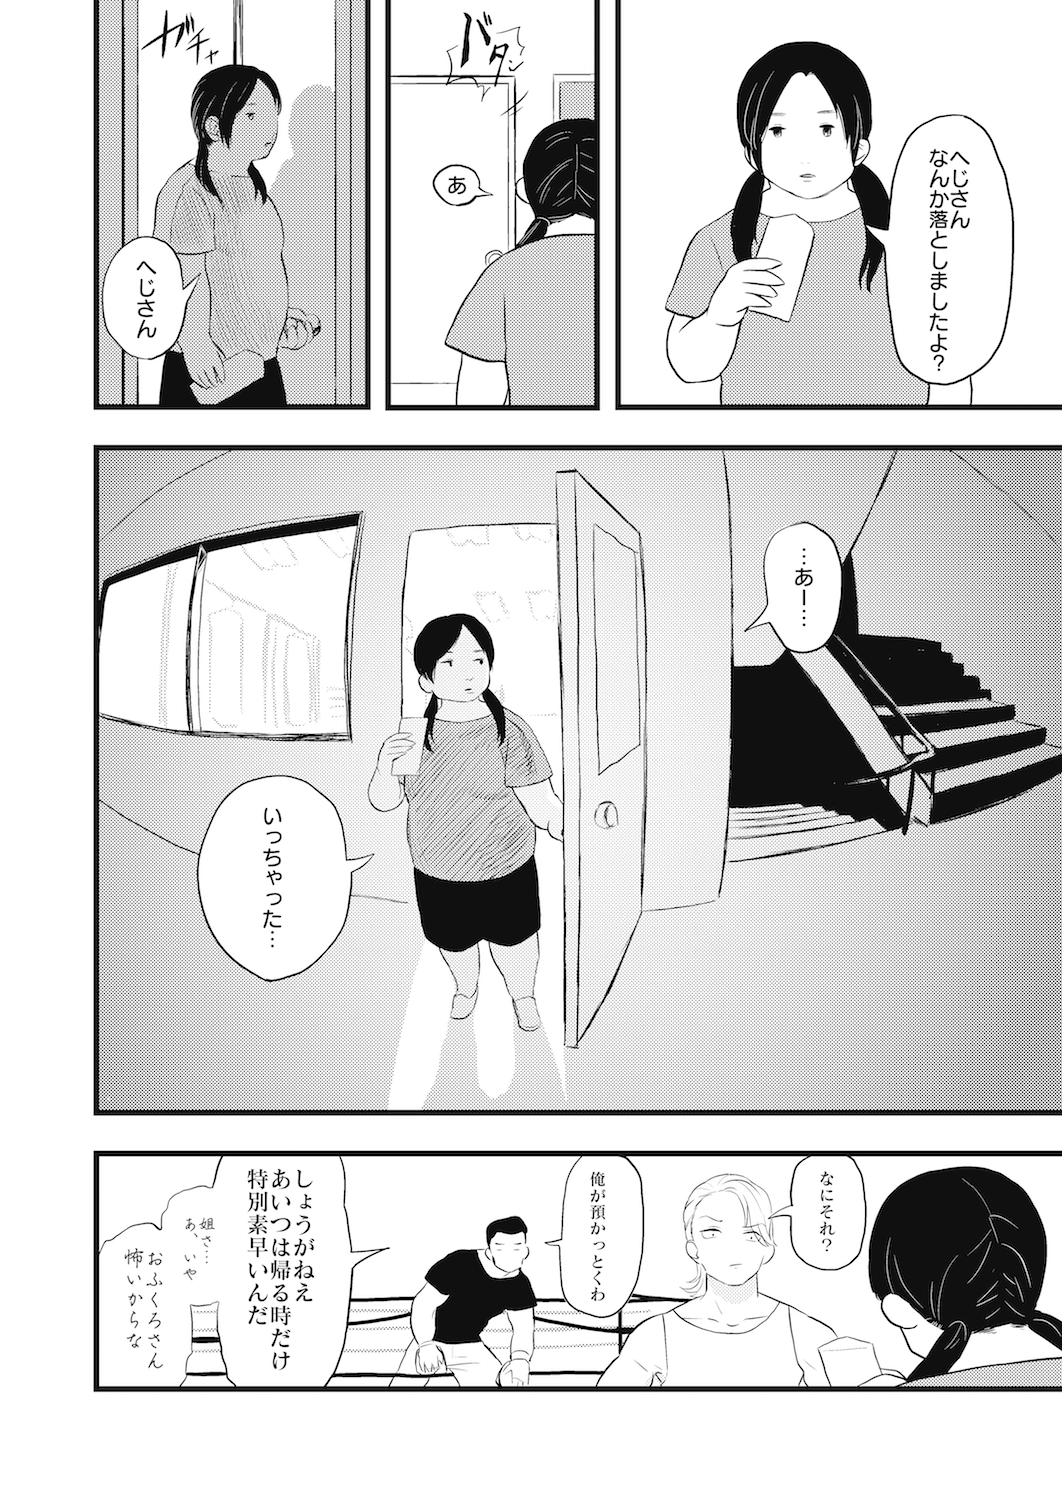 へじさん
なんか落としましたよ?
バタン
あ
ガチャ
へじさん
…あー…
いっちゃった…
なにそれ?
俺が預かっとくわ
しょうがねえ
あいつは帰る時だけ
特別素早いんだ
姐さ…
あ、いや
おふくろさん
怖いからな